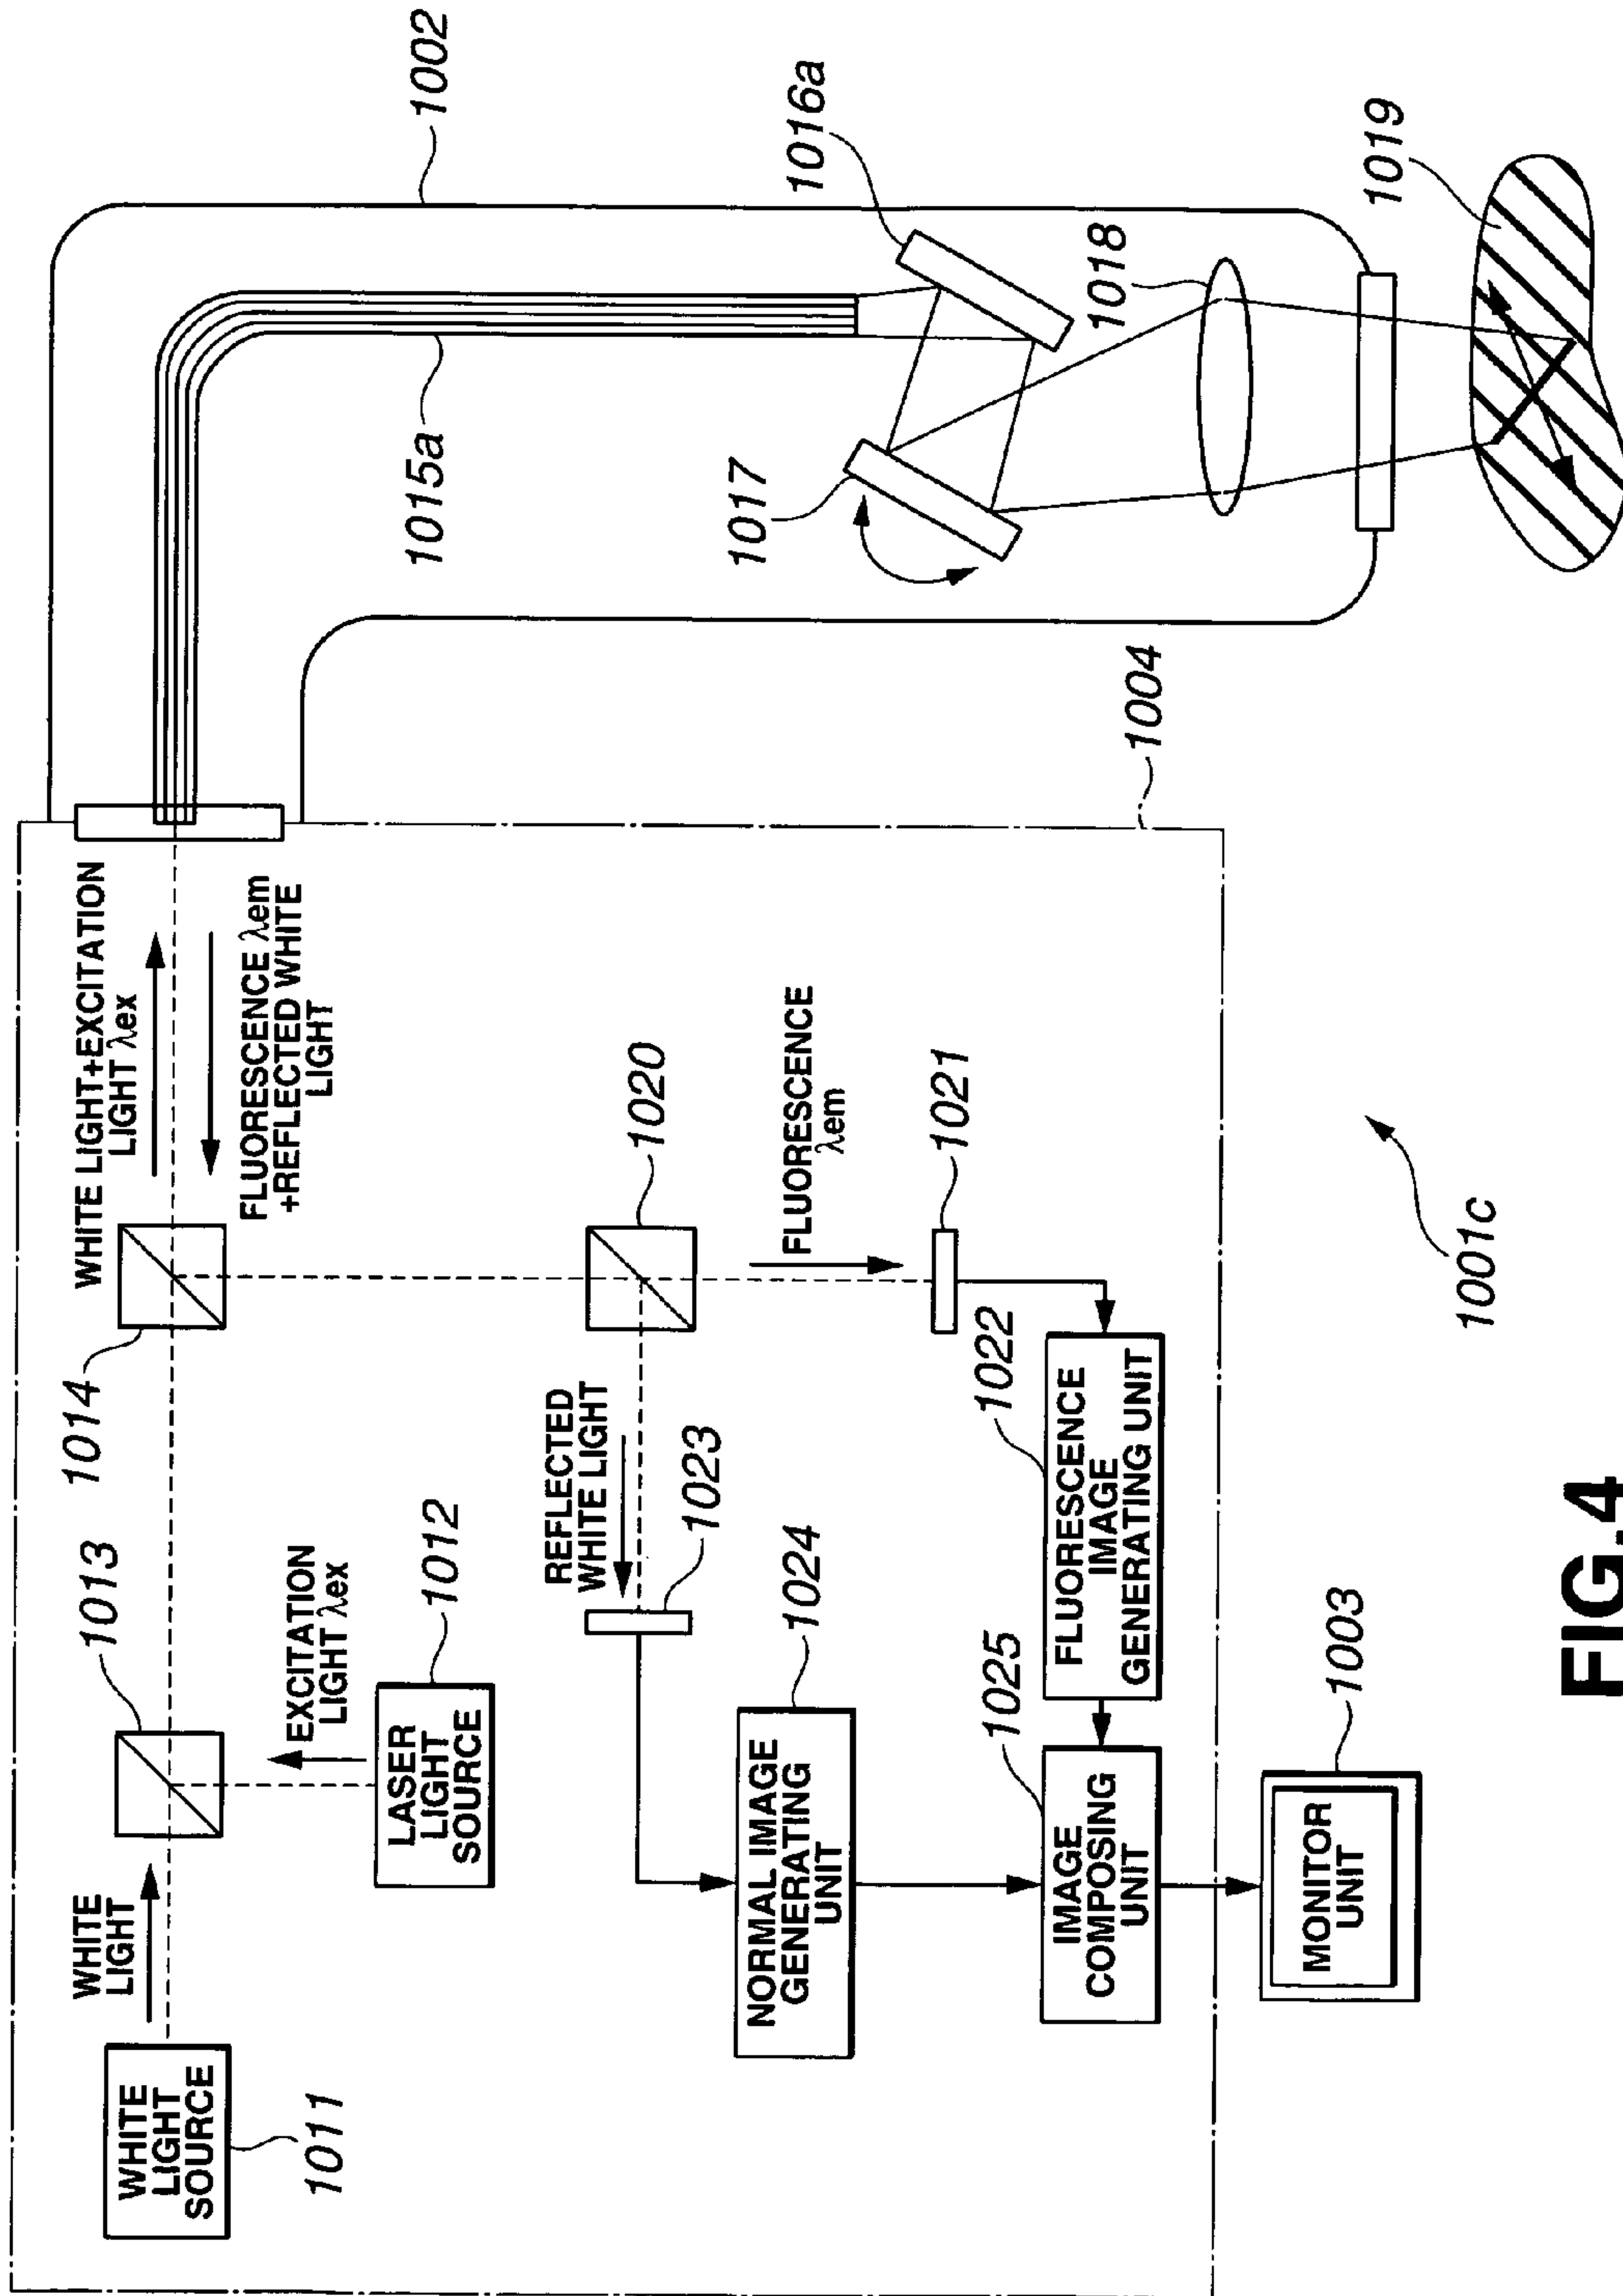 1002
1016a
1019
1018
1015a
1017
1004
WHITE LIGHT+EXCITATION
LIGHT λex
FLUORESCENCE λem
+REFLECTED WHITE
LIGHT
1014
1020
FLUORESCENCE
λem
1021
1013
WHITE
LIGHT
WHITE
LIGHT
SOURCE
1011
EXCITATION
LIGHT λex
LASER
LIGHT
SOURCE
1012
REFLECTED
WHITE LIGHT
1023
1022
FLUORESCENCE
IMAGE
GENERATING UNIT
1024
NORMAL IMAGE
GENERATING
UNIT
1025
IMAGE
COMPOSING
UNIT
1003
MONITOR
UNIT
1001c
FIG.4